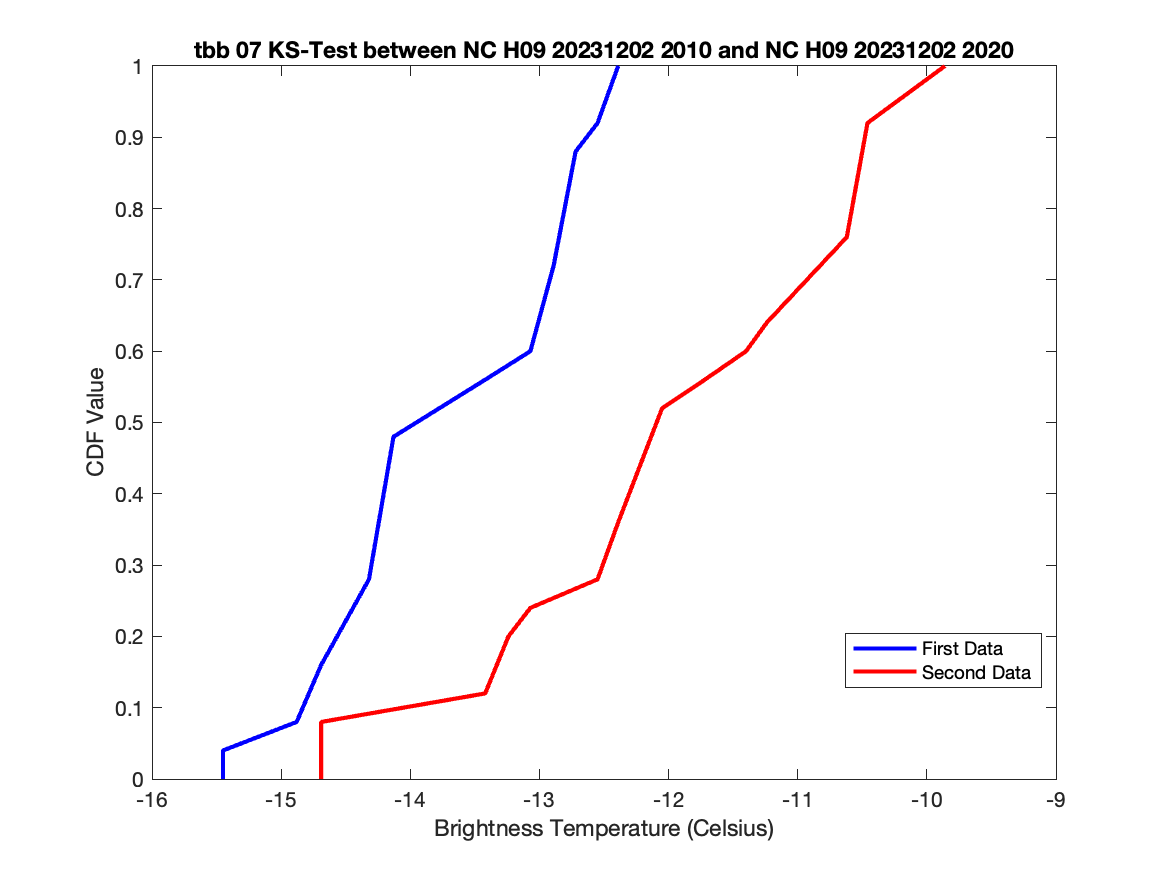 tbb 07 KS-Test between NC H09 20231202 2010 and NC H09 20231202 2020
1
0.9
0.8
0.7
0.6
0.5
0.4
0.3
0.2
0.1
0
CDF Value
First Data
Second Data
-16 -15 -14 -13 -12 -11 -10 -9
Brightness Temperature (Celsius)